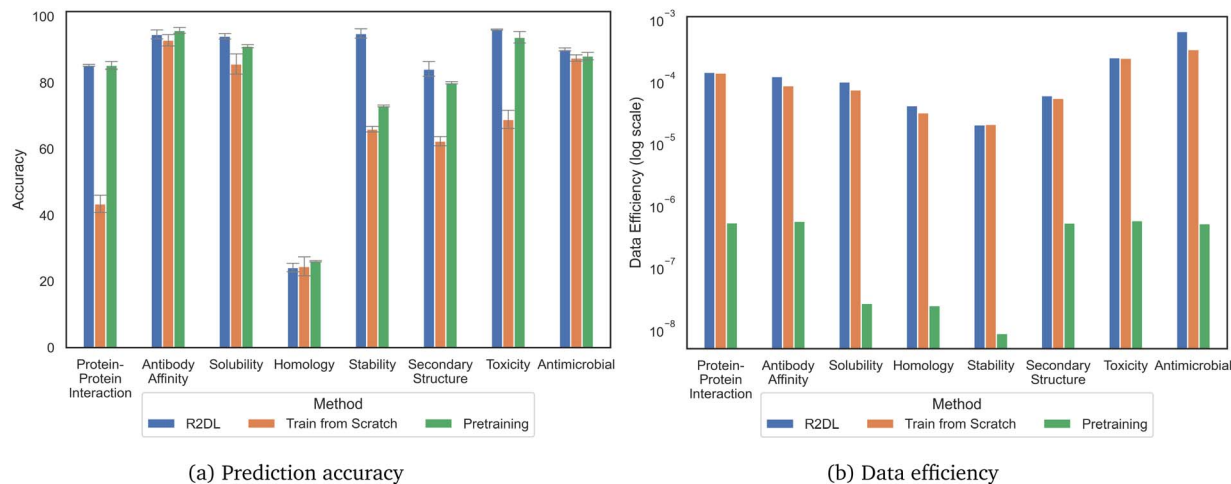 100
80
60
40
20
0
Accuracy
Protein-
Protein
Interaction
Antibody
Affinity
Solubility
Homology
Stability
Secondary
Structure
Toxicity
Antimicrobial
Method
R2DL
Train from Scratch
Pretraining
(a) Prediction accuracy
10⁻³
10⁻⁴
10⁻⁵
10⁻⁶
10⁻⁷
10⁻⁸
Data Efficiency (log scale)
Protein-
Protein
Interaction
Antibody
Affinity
Solubility
Homology
Stability
Secondary
Structure
Toxicity
Antimicrobial
Method
R2DL
Train from Scratch
Pretraining
(b) Data efficiency